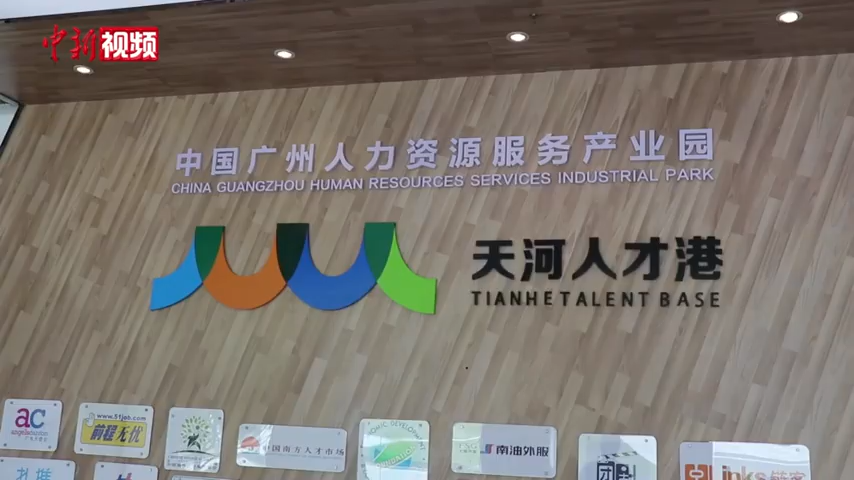 中新视频
中国广州人力资源服务产业园
CHINA GUANGZHOU HUMAN RESOURCES SERVICES INDUSTRIAL PARK
天河人才港
TIANHE TALENT BASE
ac
www.51job.com
前程无忧
中国南方人才市场
南油外服